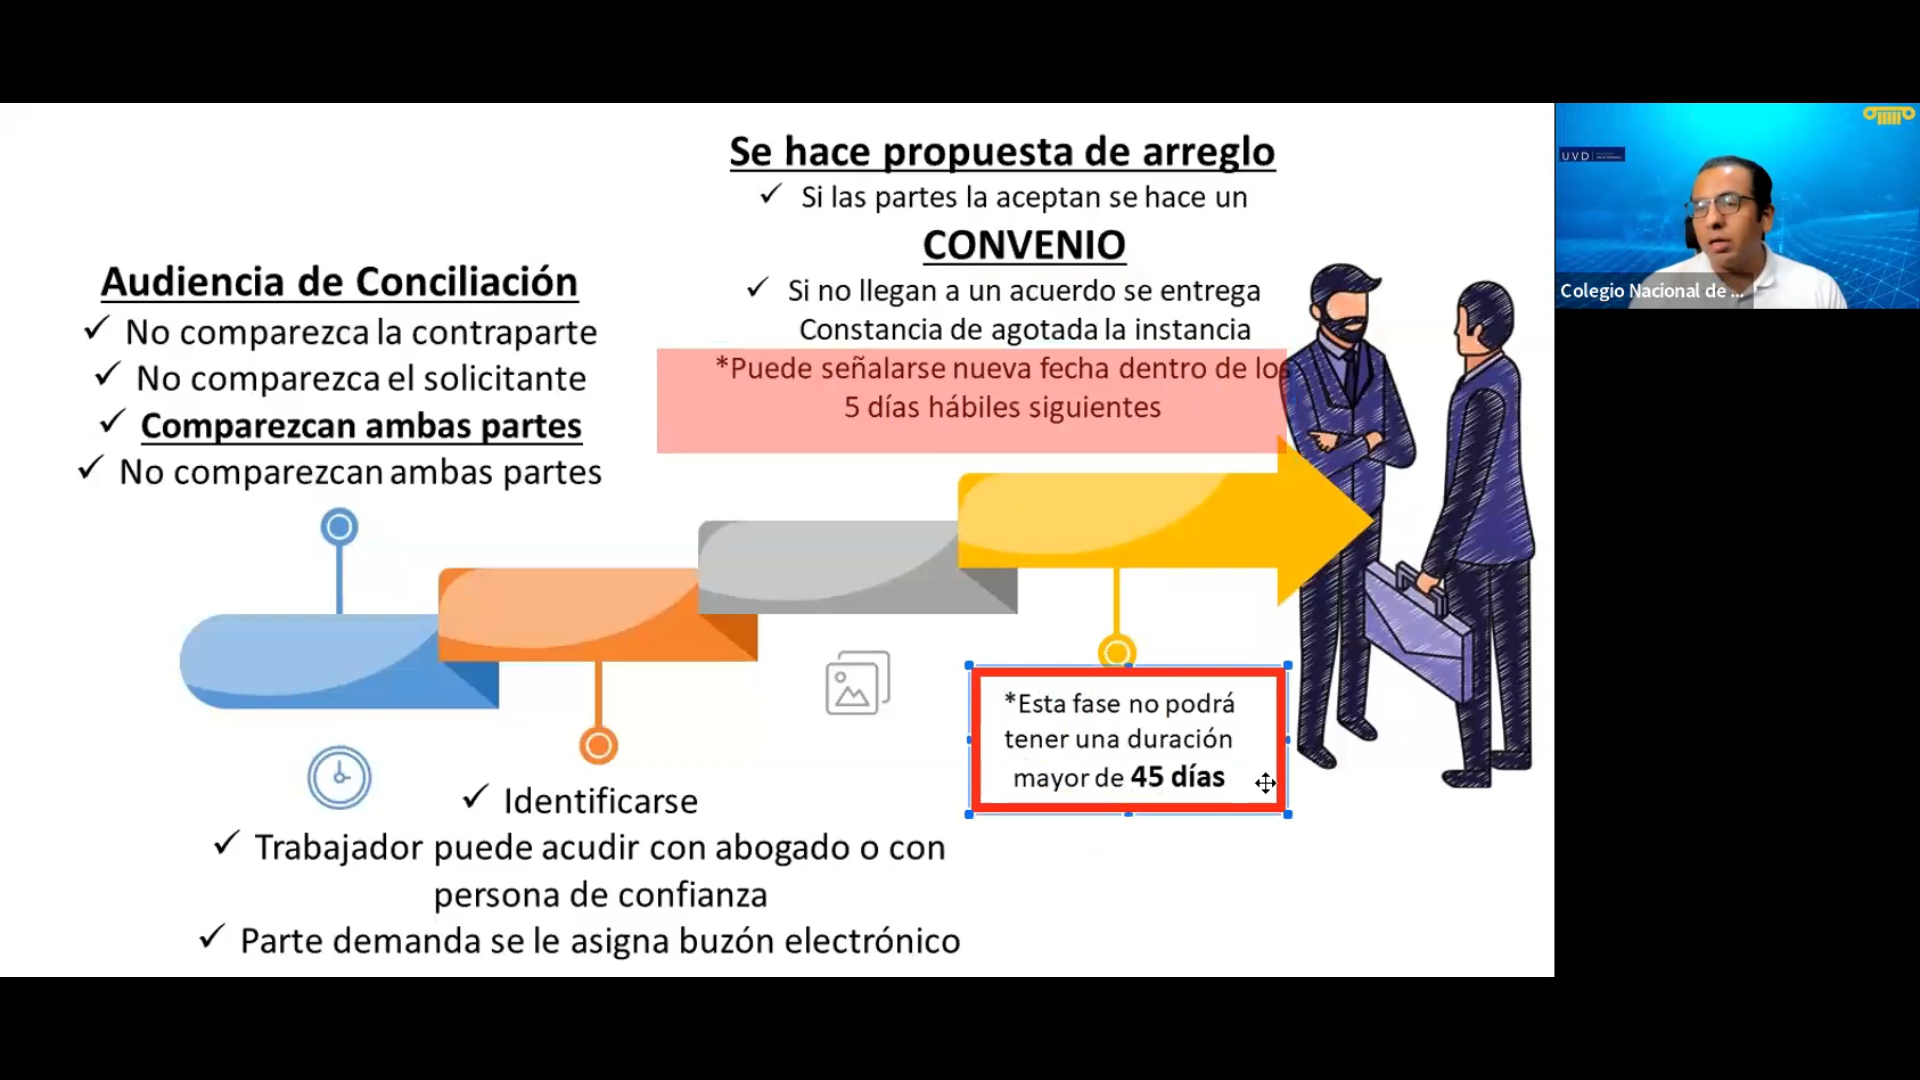 Se hace propuesta de arreglo
✓ Si las partes la aceptan se hace un
CONVENIO
✓ Si no llegan a un acuerdo se entrega
Constancia de agotada la instancia
*Puede señalarse nueva fecha dentro de los
5 días hábiles siguientes
Audiencia de Conciliación
✓ No comparezca la contraparte
✓ No comparezca el solicitante
✓ Comparezcan ambas partes
✓ No comparezcan ambas partes
*Esta fase no podrá
tener una duración
mayor de 45 días
✓ Identificarse
✓ Trabajador puede acudir con abogado o con
persona de confianza
✓ Parte demanda se le asigna buzón electrónico
UVD
Colegio Nacional de ...